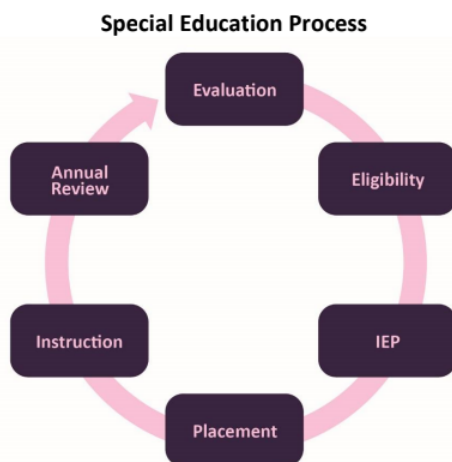 Special Education Process
Evaluation
Eligibility
IEP
Placement
Instruction
Annual
Review